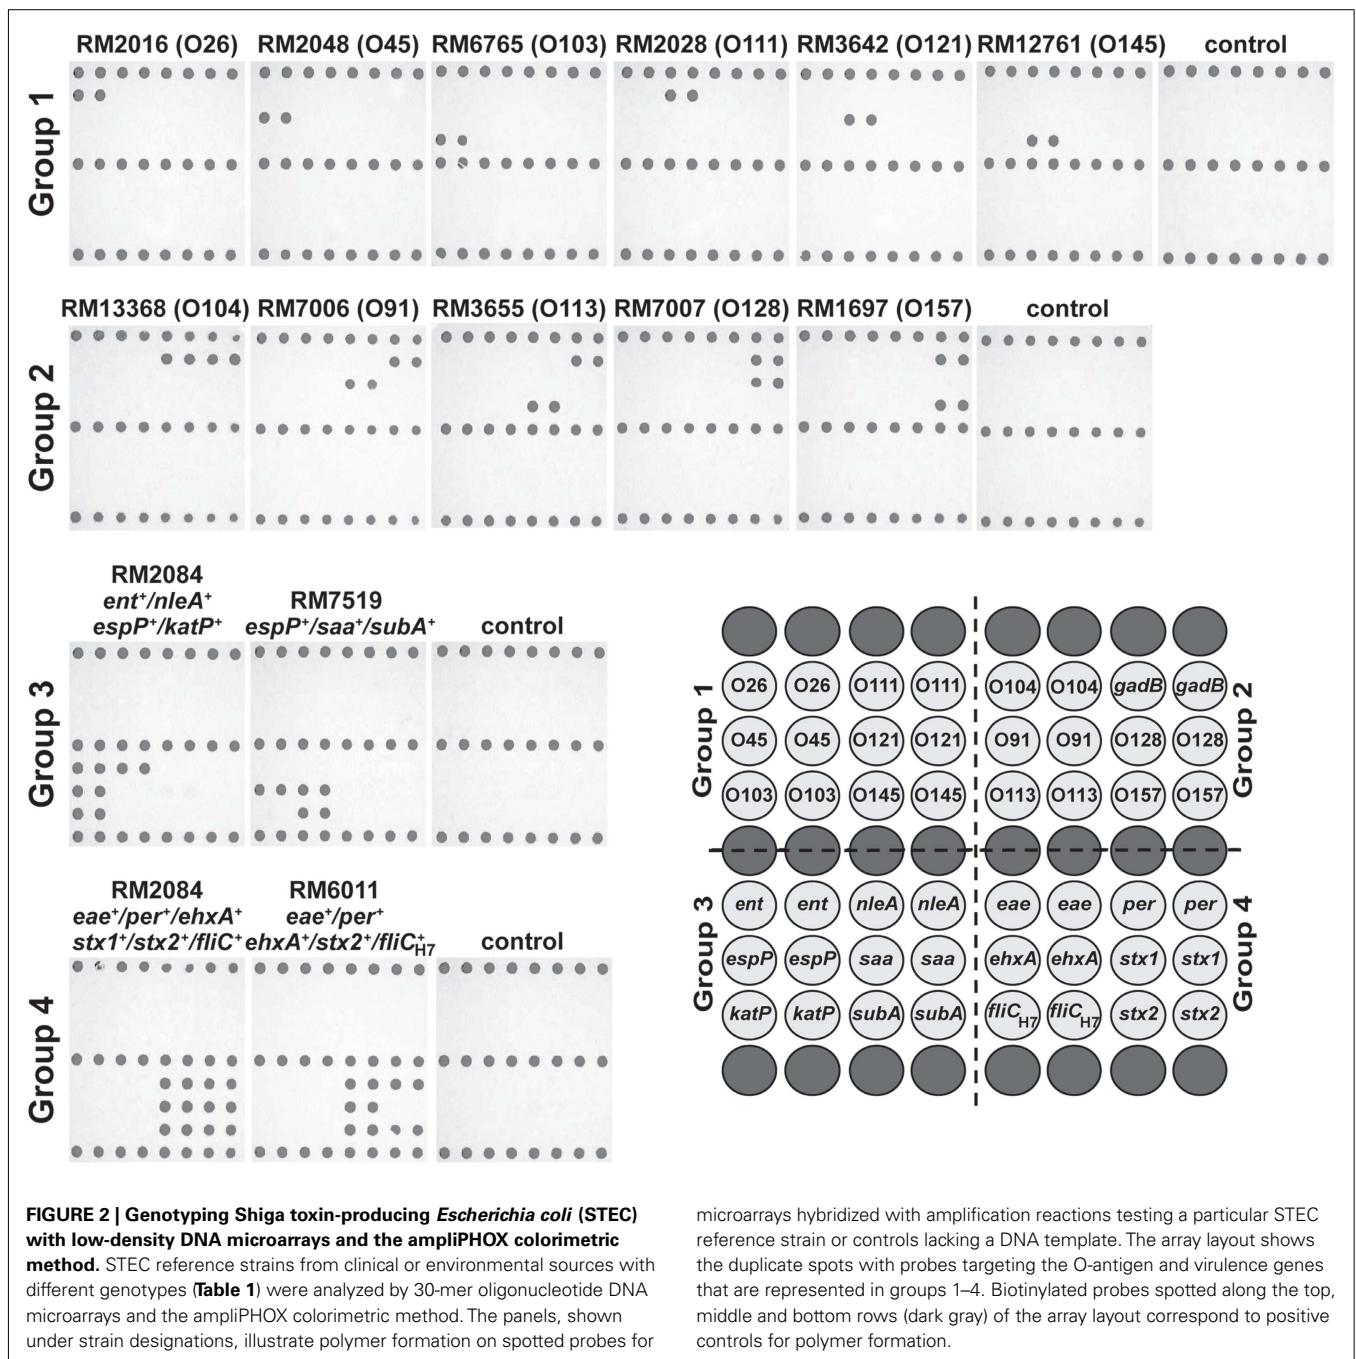 RM2016 (O26) RM2048 (O45) RM6765 (O103) RM2028 (O111) RM3642 (O121) RM12761 (O145) control
Group 1
RM13368 (O104) RM7006 (O91) RM3655 (O113) RM7007 (O128) RM1697 (O157) control
Group 2
RM2084
ent⁺/nleA⁺
espP⁺/katP⁺
RM7519
espP⁺/saa⁺/subA⁺
control
Group 3
RM2084
eae⁺/per⁺/ehxA⁺
stx1⁺/stx2⁺/fliC⁺
RM6011
eae⁺/per⁺
ehxA⁺/stx2⁺/fliC⁺H7
control
Group 4
Group 1
O26 O26 O111 O111 O104 O104 gadB gadB
O45 O45 O121 O121 O91 O91 O128 O128
O103 O103 O145 O145 O113 O113 O157 O157
Group 2
Group 3
ent ent nleA nleA eae eae per per
espP espP saa saa ehxA ehxA stx1 stx1
katP katP subA subA fliC H7 fliC H7 stx2 stx2
Group 4
FIGURE 2 | Genotyping Shiga toxin-producing Escherichia coli (STEC)
with low-density DNA microarrays and the ampliPHOX colorimetric
method. STEC reference strains from clinical or environmental sources with
different genotypes (Table 1) were analyzed by 30-mer oligonucleotide DNA
microarrays and the ampliPHOX colorimetric method. The panels, shown
under strain designations, illustrate polymer formation on spotted probes for
microarrays hybridized with amplification reactions testing a particular STEC
reference strain or controls lacking a DNA template. The array layout shows
the duplicate spots with probes targeting the O-antigen and virulence genes
that are represented in groups 1–4. Biotinylated probes spotted along the top,
middle and bottom rows (dark gray) of the array layout correspond to positive
controls for polymer formation.